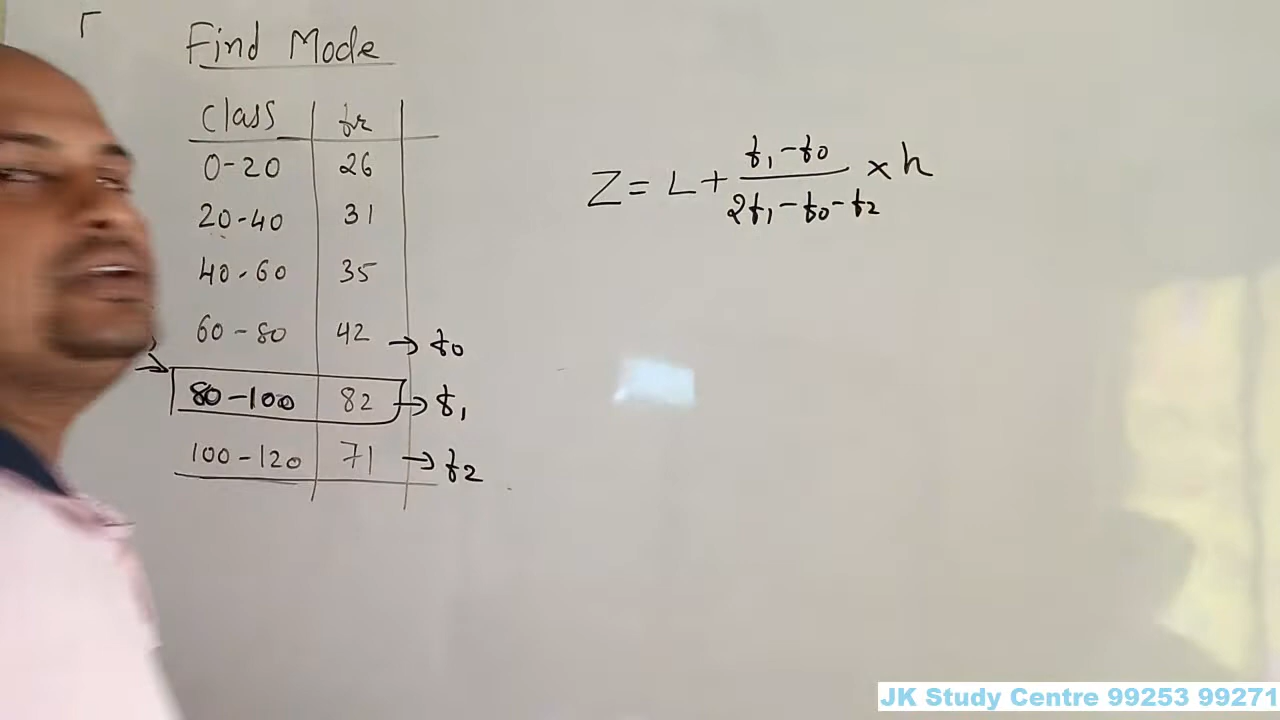 Find Mode
Class fr
0-20 26
20-40 31
40-60 35
60-80 42 → f0
80-100 82 → f1
100-120 71 → f2
Z = L + f1-f0 / 2f1-f0-f2 × h
JK Study Centre 99253 99271